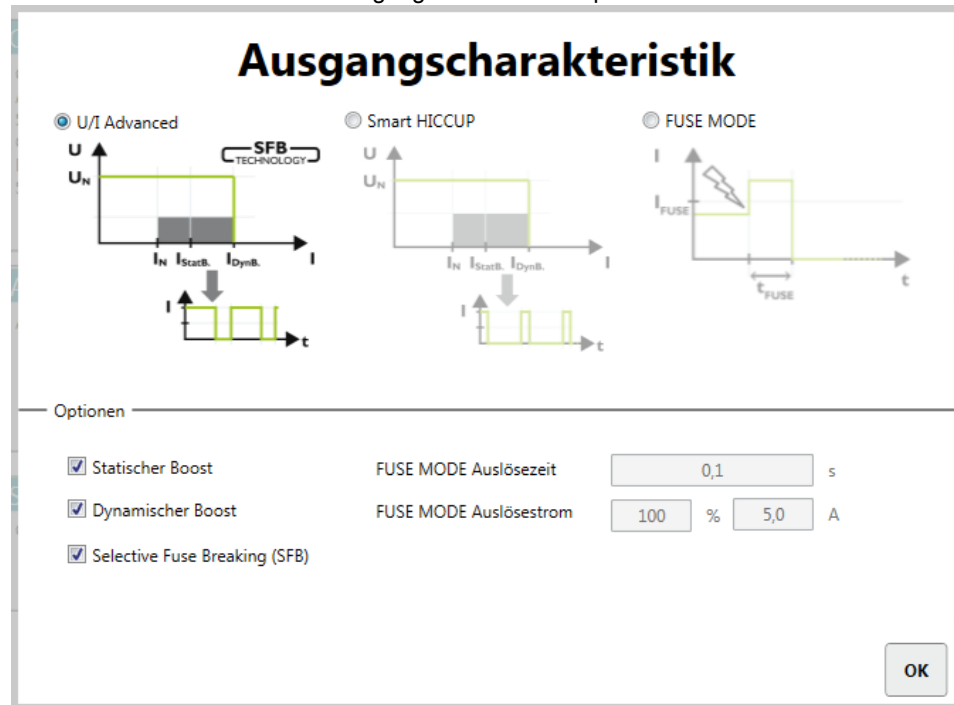 Ausgangscharakteristik
U/I Advanced
Smart HICCUP
FUSE MODE
U
UN
SFB
TECHNOLOGY
IN IStatB. IDynB. I
I
t
U
UN
IN IStatB. IDynB. I
I
t
I
IFUSE
tFUSE
t
Optionen
Statischer Boost
FUSE MODE Auslösezeit 0,1 s
Dynamischer Boost
FUSE MODE Auslösestrom 100 % 5,0 A
Selective Fuse Breaking (SFB)
OK